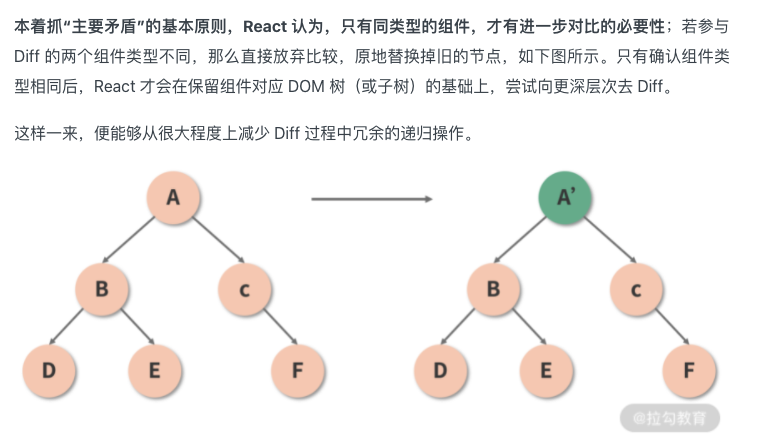 本着抓“主要矛盾”的基本原则，React 认为，只有同类型的组件，才有进一步对比的必要性；若参与
Diff 的两个组件类型不同，那么直接放弃比较，原地替换掉旧的节点，如下图所示。只有确认组件类
型相同后，React 才会在保留组件对应 DOM 树（或子树）的基础上，尝试向更深层次去 Diff。
这样一来，便能够从很大程度上减少 Diff 过程中冗余的递归操作。
A A’
B c B c
D E F D E F
@拉勾教育